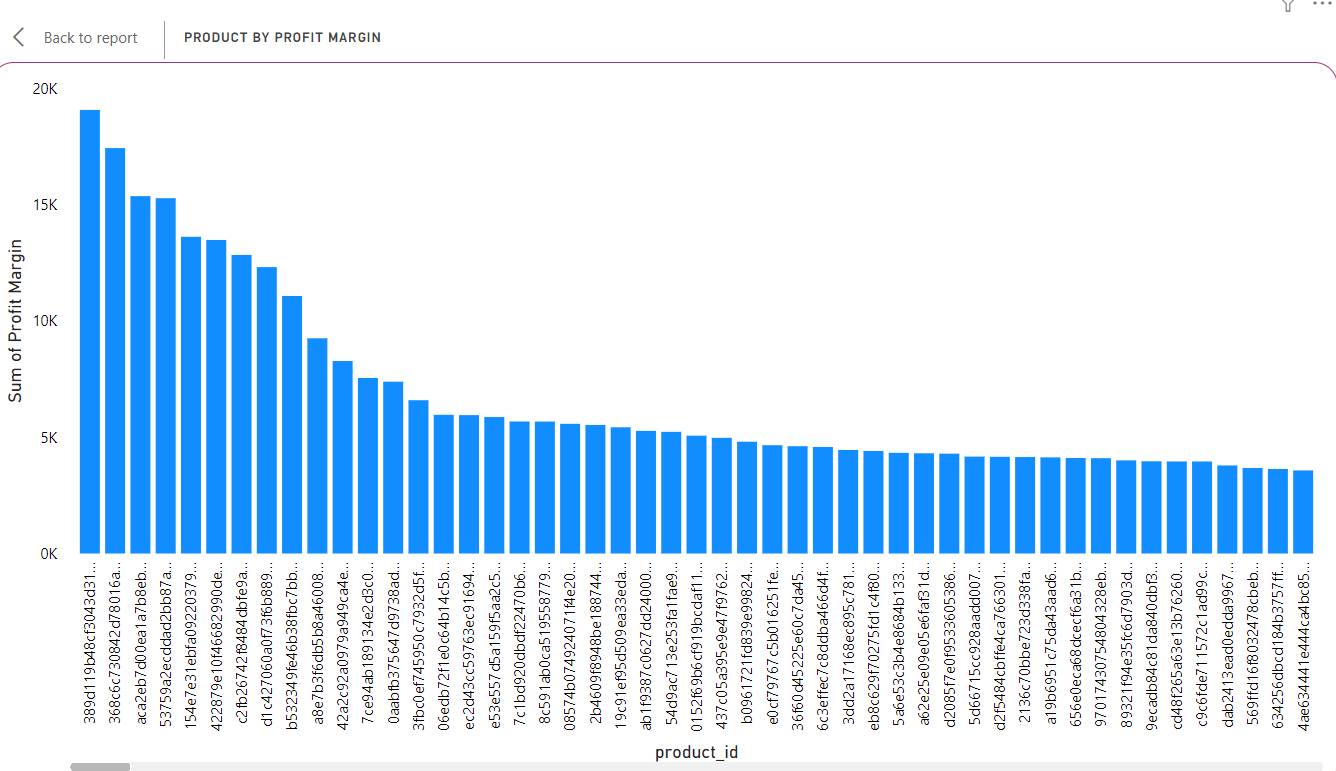 Back to report
PRODUCT BY PROFIT MARGIN
20K
15K
10K
5K
0K
Sum of Profit Margin
389d119b48cf3043d31...
368c6c730842d78016a...
aca2eb7d00ea1a7b8eb...
53759a2ecddad2bb87a...
154e7e31ebfa09220379...
422879e10f46682990de...
c2fb26742f8484dbfe9a...
d1c427060a0f73f6b889...
b532349fe46b38fbc7bb...
a8e7b3f6db5b8a46008...
42a2c92a0979a949ca4e...
7ce94ab189134e2d3c0...
0aabfb375647d9738ad...
3fbc0ef745950c7932d5f...
06edb72f1e0c64b14c5b...
ec2d43cc59763ec91694...
e53e557d5a159f5aa2c5...
7c1bd920dbdf22470b6...
8c591ab0ca519558779...
08574b074924071f4e20...
2b4609f8948be188744...
19c91ef95d509ea33eda...
ab1f9387c0627dd24000...
54d9ac713e253fa1fae9...
0152f69b6cf919bcdaf11...
437c05a395e9e47f9762...
b0961721fd839e99824...
e0cf79767c5b016251fe...
36f60d45225e60c7da45...
6c3effec7c8ddba466d4f...
3dd2a17168ec895c781...
eb8c629f70275fd1c4f80...
5a6e53c3b4e8684b133...
a62e25e09e05e6faf31d...
d285f7e0f9533605386...
5d66715cc928aadd007...
d2f5484cbffe4ca766301...
2136c70bbe723d338fa...
a19b6951c75da43aad6...
656e0eca68dcecf6a31b...
97017430754804328eb...
89321f94e35fc6d7903d...
9ecadb84c81da840dbf3...
cd48f265a63e13b76260...
c9c6fde711572c1ad99c...
dab2413ead0edda9967...
569ffd16f8032478cbeb...
634256dbcd184b3757ff...
4ae634441e444ca4bc85...
product_id